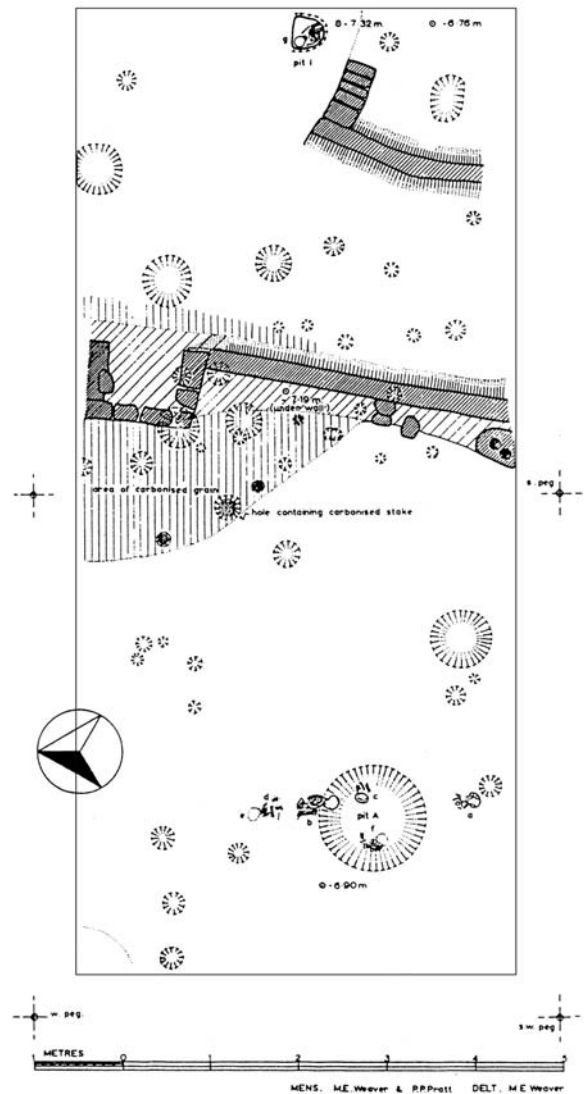 -7·32 m.
-6·76 m
g
pit I
-7·19 m.
(under wall)
area of carbonised grain
s. peg
hole containing carbonised stake
d
c
e
b
pit A
a
f
-6·90 m
w. peg.
s.w. peg
METRES
0 1 2 3 4 5
MENS. M.E. Weaver & P.P. Pratt DELT. M E Weaver